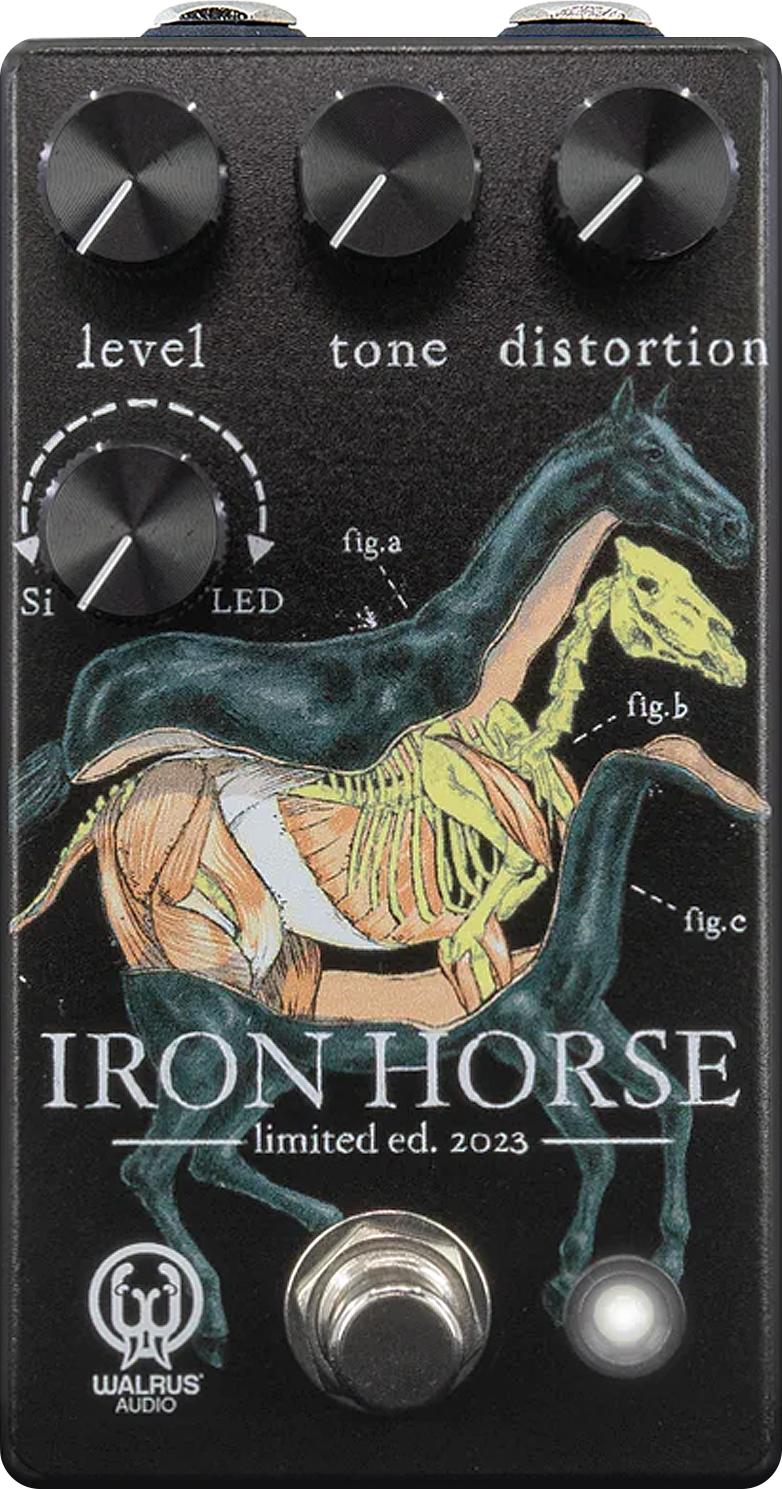 level tone distortion
fig.a
Si LED
fig.b
fig.c
IRON HORSE
limited ed. 2023
WALRUS
AUDIO